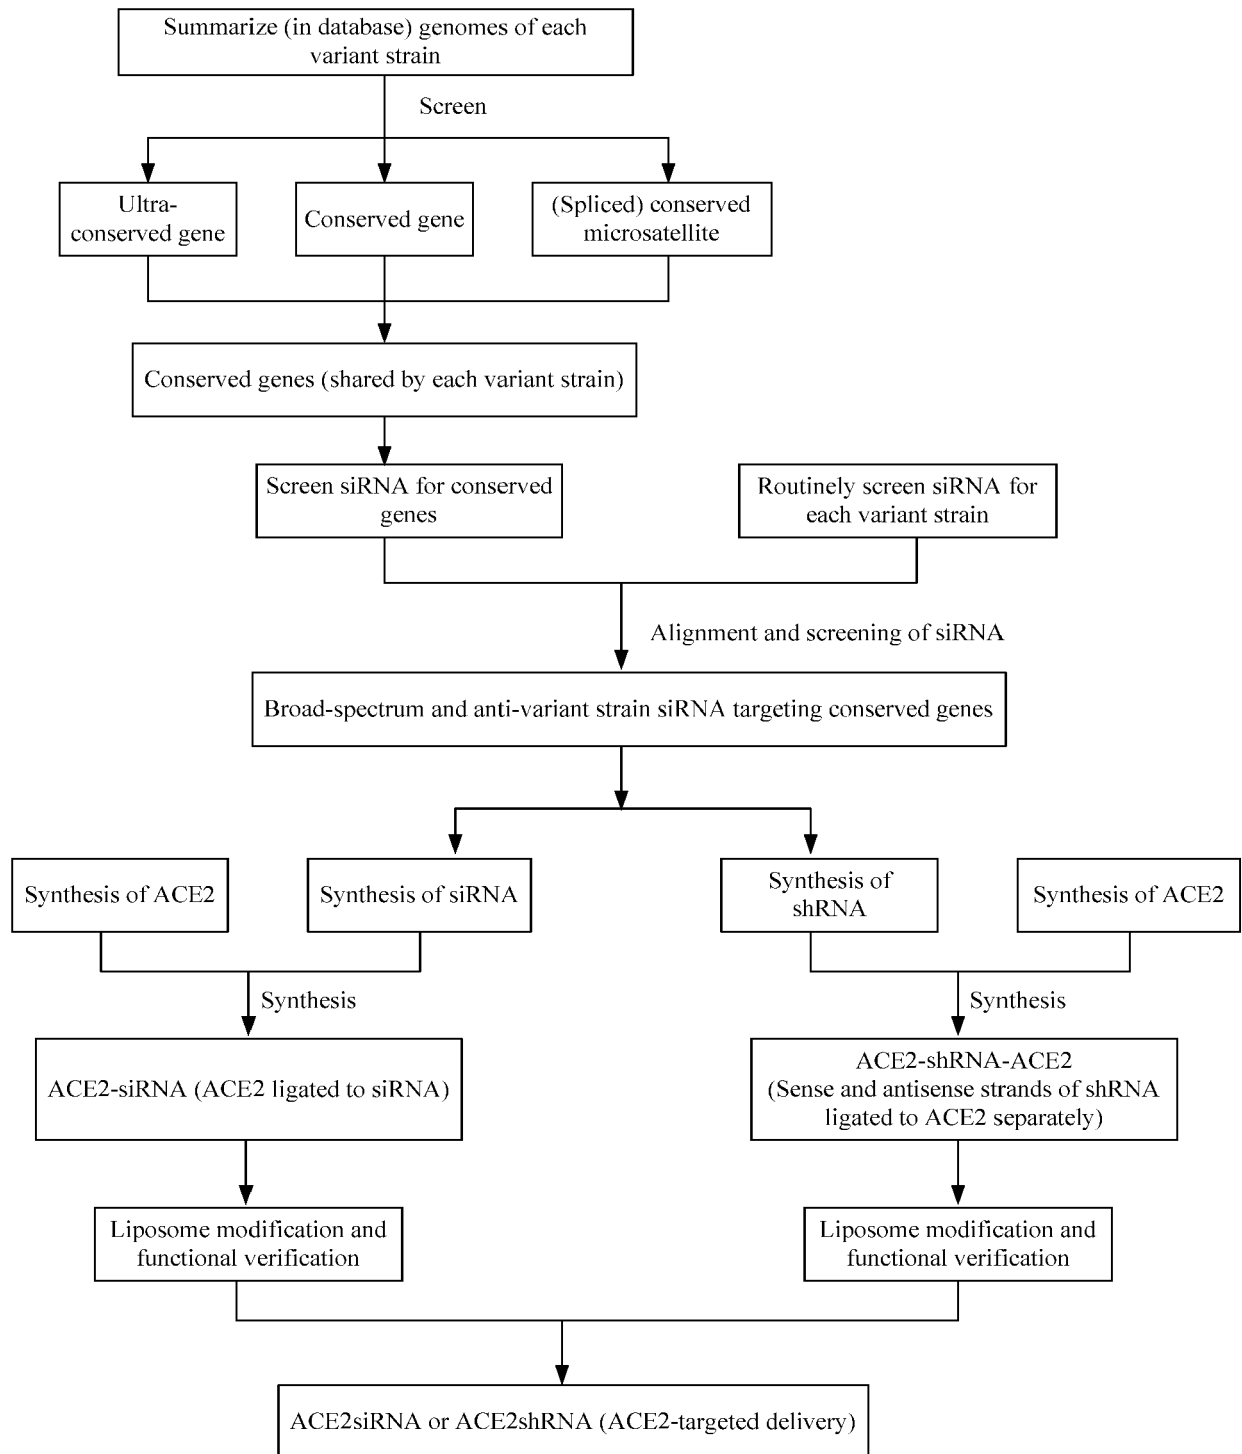 Summarize (in database) genomes of each
variant strain
Screen
Ultra-
conserved gene
Conserved gene
(Spliced) conserved
microsatellite
Conserved genes (shared by each variant strain)
Screen siRNA for conserved
genes
Routinely screen siRNA for
each variant strain
Alignment and screening of siRNA
Broad-spectrum and anti-variant strain siRNA targeting conserved genes
Synthesis of ACE2
Synthesis of siRNA
Synthesis of
shRNA
Synthesis of ACE2
Synthesis
Synthesis
ACE2-siRNA (ACE2 ligated to siRNA)
ACE2-shRNA-ACE2
(Sense and antisense strands of shRNA
ligated to ACE2 separately)
Liposome modification and
functional verification
Liposome modification and
functional verification
ACE2siRNA or ACE2shRNA (ACE2-targeted delivery)